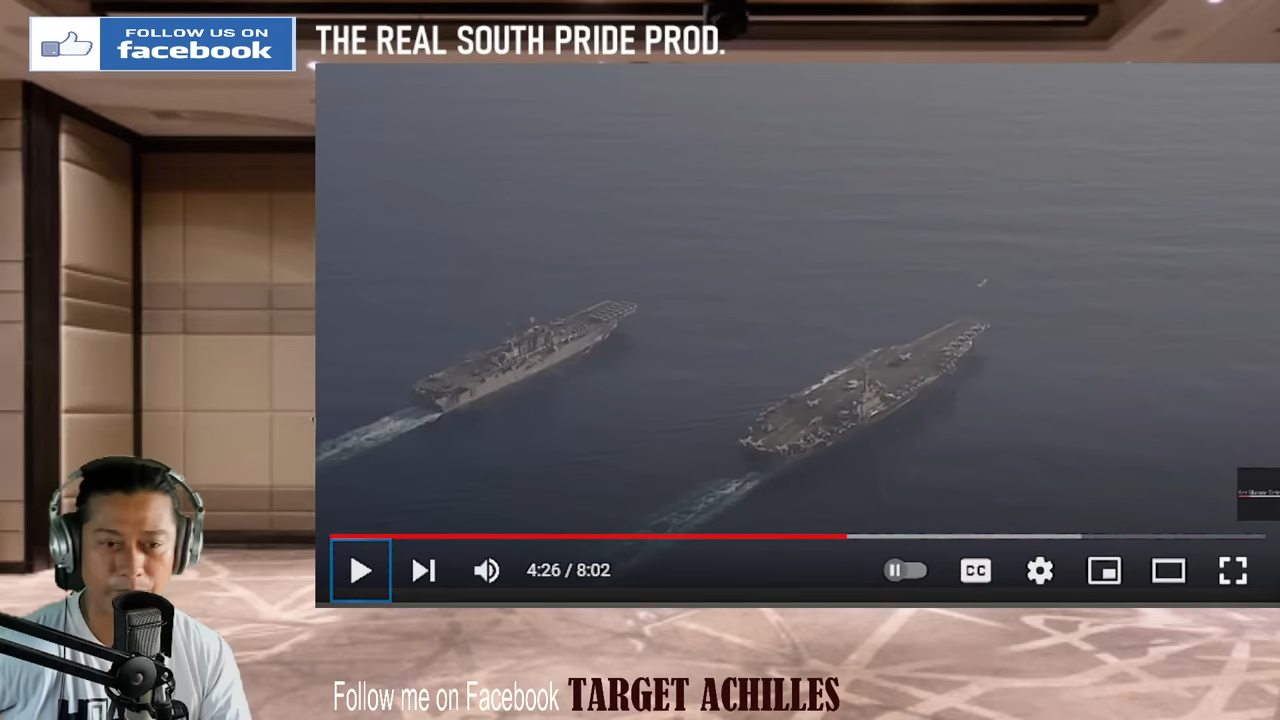 FOLLOW US ON
facebook
THE REAL SOUTH PRIDE PROD.
4:26 / 8:02
CC
Follow me on Facebook TARGET ACHILLES